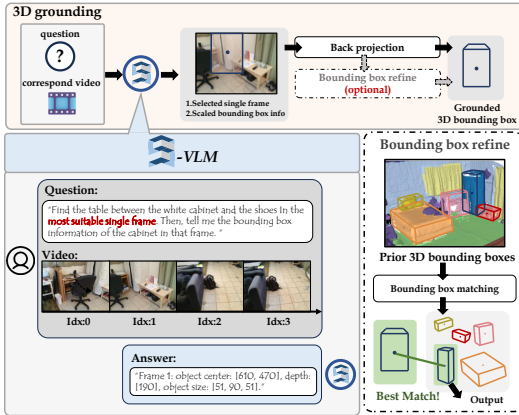 3D grounding
question
?
correspond video
1.Selected single frame
2.Scaled bounding box info
Back projection
Bounding box refine
(optional)
Grounded
3D bounding box
-VLM
Question:
"Find the table between the white cabinet and the shoes in the
most suitable single frame. Then, tell me the bounding box
information of the cabinet in that frame. "
Video:
Idx:0 Idx:1 Idx:2 Idx:3
Answer:
"Frame 1: object center: [610, 470], depth:
[190], object size: [51, 90, 51]."
Bounding box refine
Prior 3D bounding boxes
Bounding box matching
Best Match!
Output